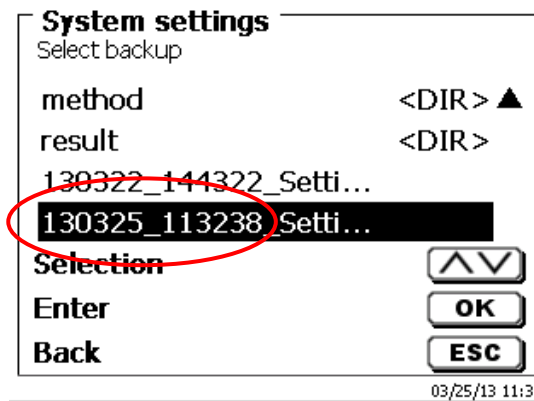 System settings
Select backup
method <DIR> ▲
result <DIR>
130322_144322_Setti...
130325_113238_Setti...
Selection
Enter OK
Back ESC
03/25/13 11:3